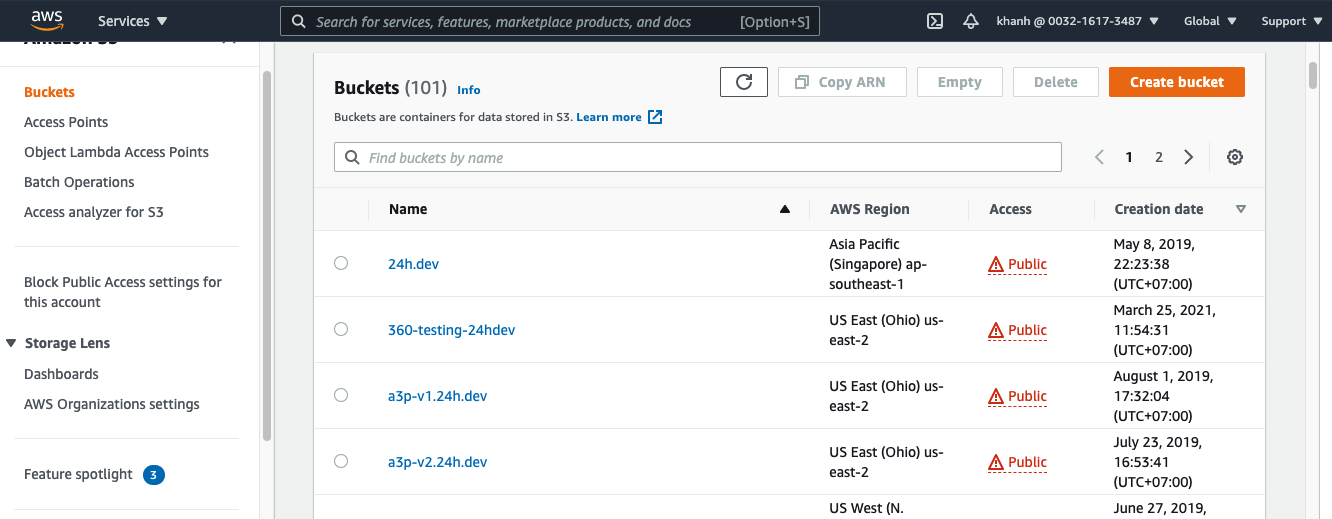 aws
Services ▼
Search for services, features, marketplace products, and docs [Option+S]
khanh @ 0032-1617-3487 ▼
Global ▼
Support ▼
Amazon S3
Buckets
Access Points
Object Lambda Access Points
Batch Operations
Access analyzer for S3
Block Public Access settings for
this account
▼ Storage Lens
Dashboards
AWS Organizations settings
Feature spotlight 3
Buckets (101) Info
Copy ARN
Empty
Delete
Create bucket
Buckets are containers for data stored in S3. Learn more
Find buckets by name
1 2
Name AWS Region Access Creation date
24h.dev
Asia Pacific
(Singapore) ap-
southeast-1
Public
May 8, 2019,
22:23:38
(UTC+07:00)
360-testing-24hdev
US East (Ohio) us-
east-2
Public
March 25, 2021,
11:54:31
(UTC+07:00)
a3p-v1.24h.dev
US East (Ohio) us-
east-2
Public
August 1, 2019,
17:32:04
(UTC+07:00)
a3p-v2.24h.dev
US East (Ohio) us-
east-2
Public
July 23, 2019,
16:53:41
(UTC+07:00)
US West (N.
June 27, 2019,